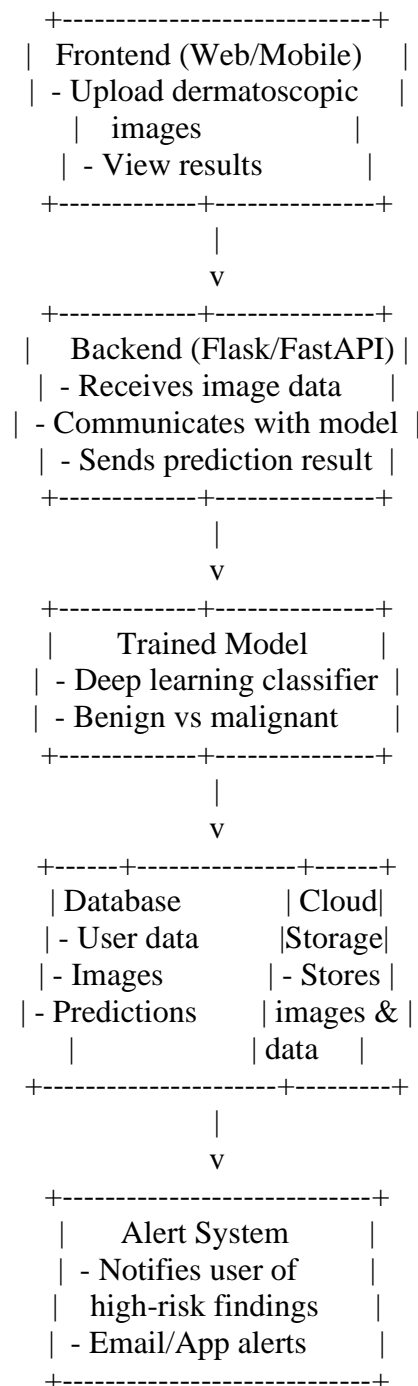 +-----------------------------+
| Frontend (Web/Mobile) |
| - Upload dermatoscopic |
| images |
| - View results |
+-------------+---------------+
|
v
+-------------+---------------+
| Backend (Flask/FastAPI) |
| - Receives image data |
| - Communicates with model |
| - Sends prediction result |
+-------------+---------------+
|
v
+-------------+---------------+
| Trained Model |
| - Deep learning classifier |
| - Benign vs malignant |
+-------------+---------------+
|
v
+------+---------------+------+
| Database | Cloud|
| - User data |Storage|
| - Images | - Stores |
| - Predictions | images & |
| | data |
+----------------------+---------+
|
v
+-----------------------------+
| Alert System |
| - Notifies user of |
| high-risk findings |
| - Email/App alerts |
+-----------------------------+